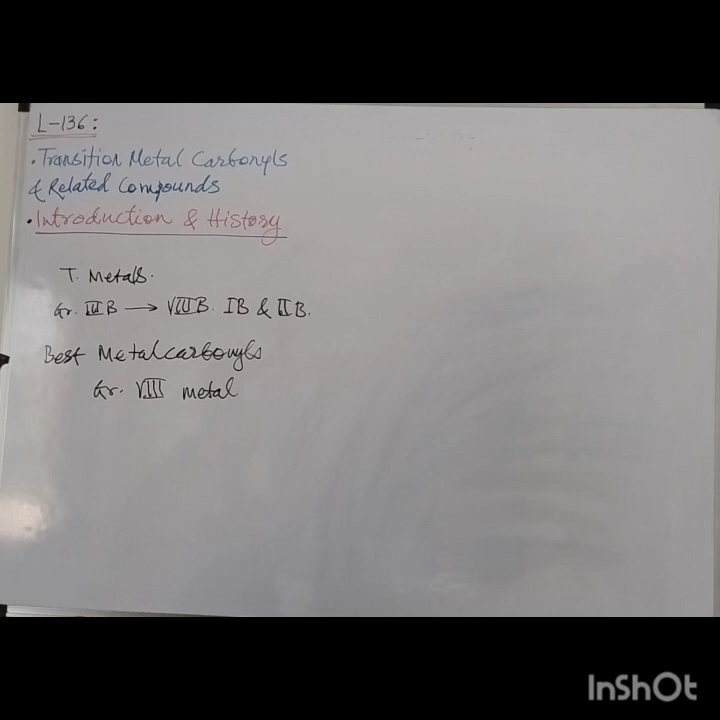 L-136:
• Transition Metal Carbonyls
& Related Compounds
• Introduction & History
T. Metals.
Gr. IIIB → VIIIB. IB & IIB.
Best Metalcarbonyls
Gr. VIII metal
InShOt